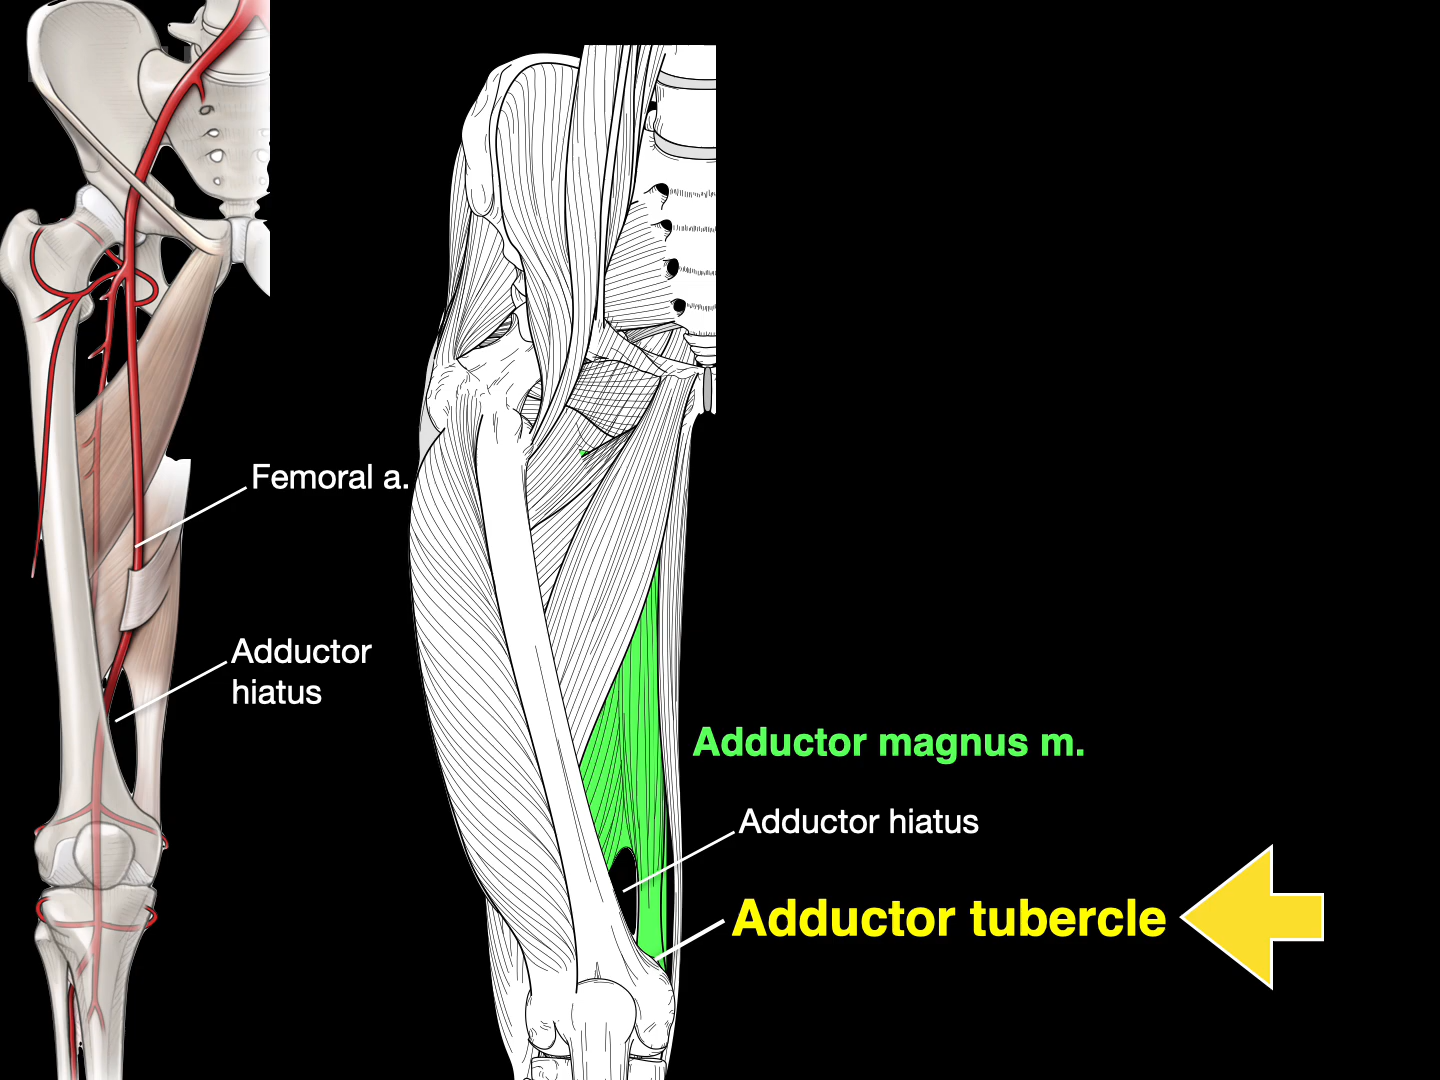 Femoral a.
Adductor
hiatus
Adductor magnus m.
Adductor hiatus
Adductor tubercle